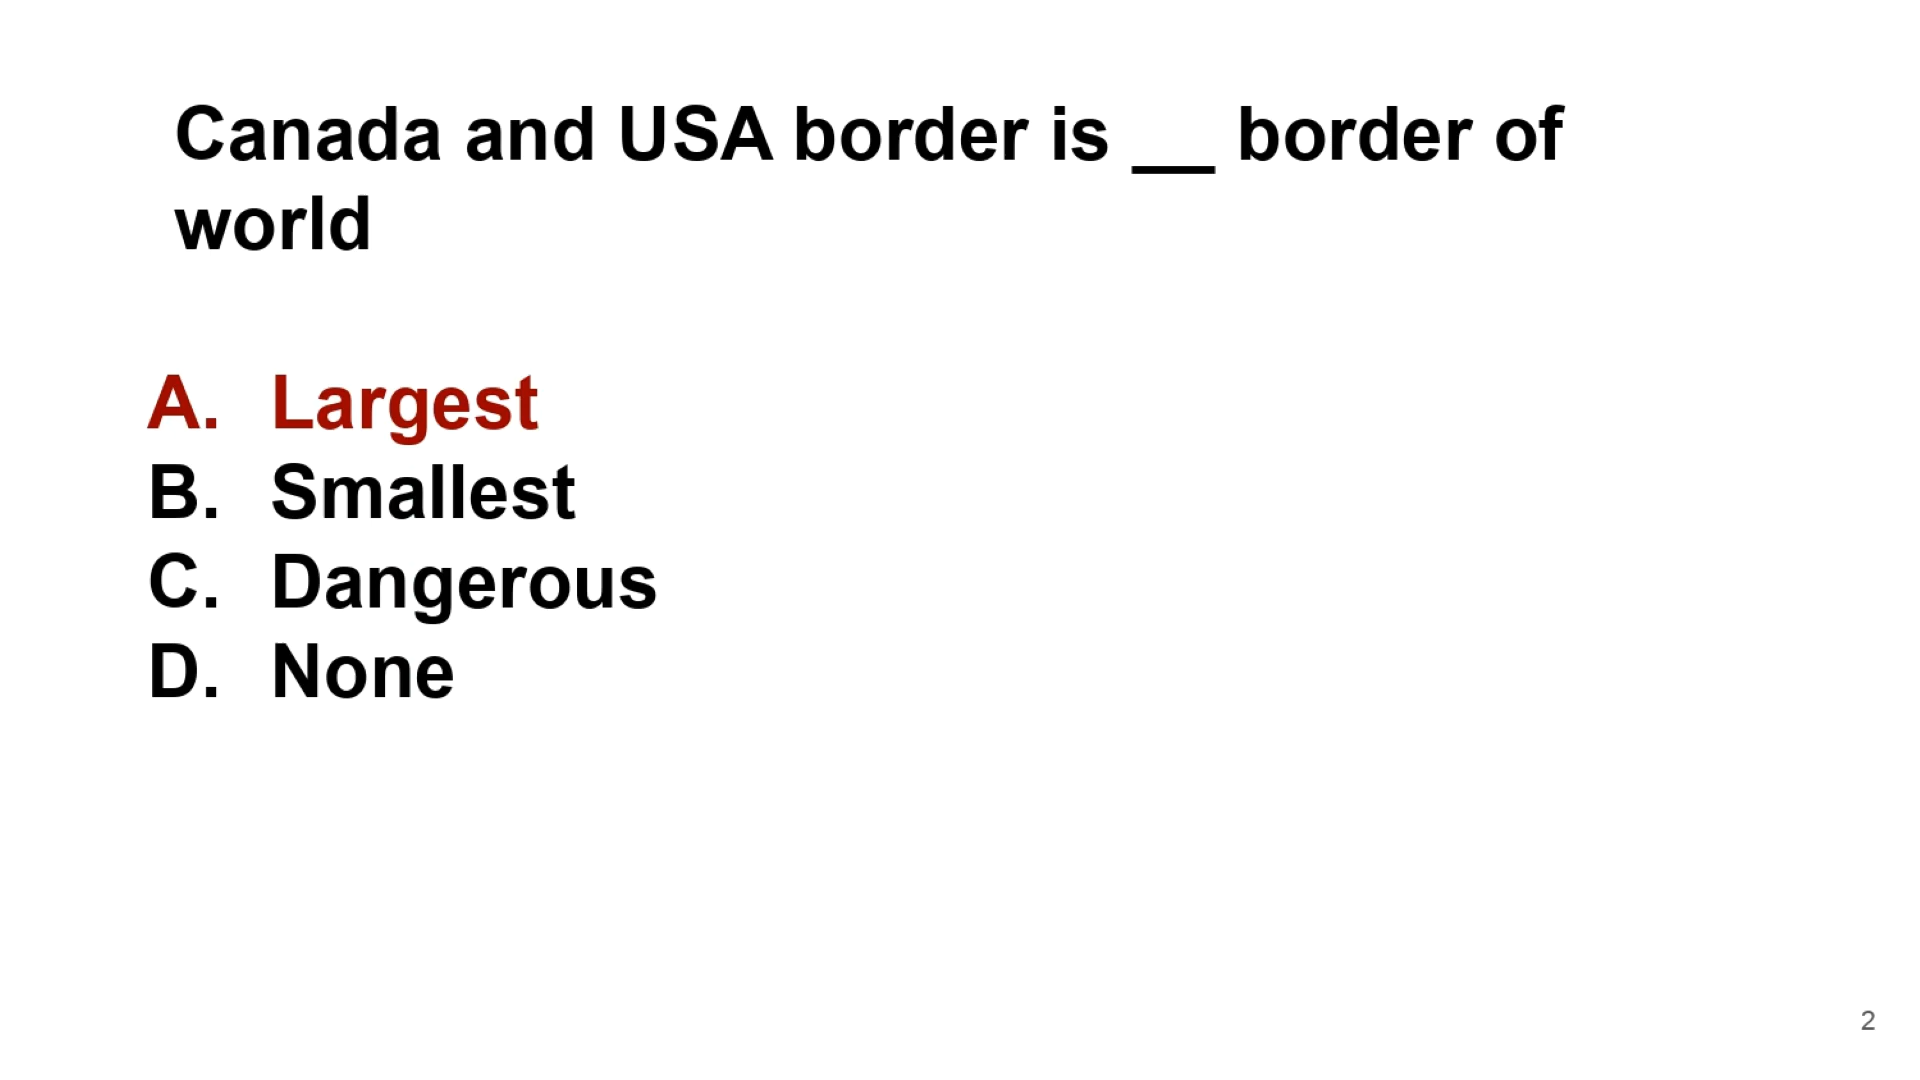 Canada and USA border is __ border of
world
A. Largest
B. Smallest
C. Dangerous
D. None
2